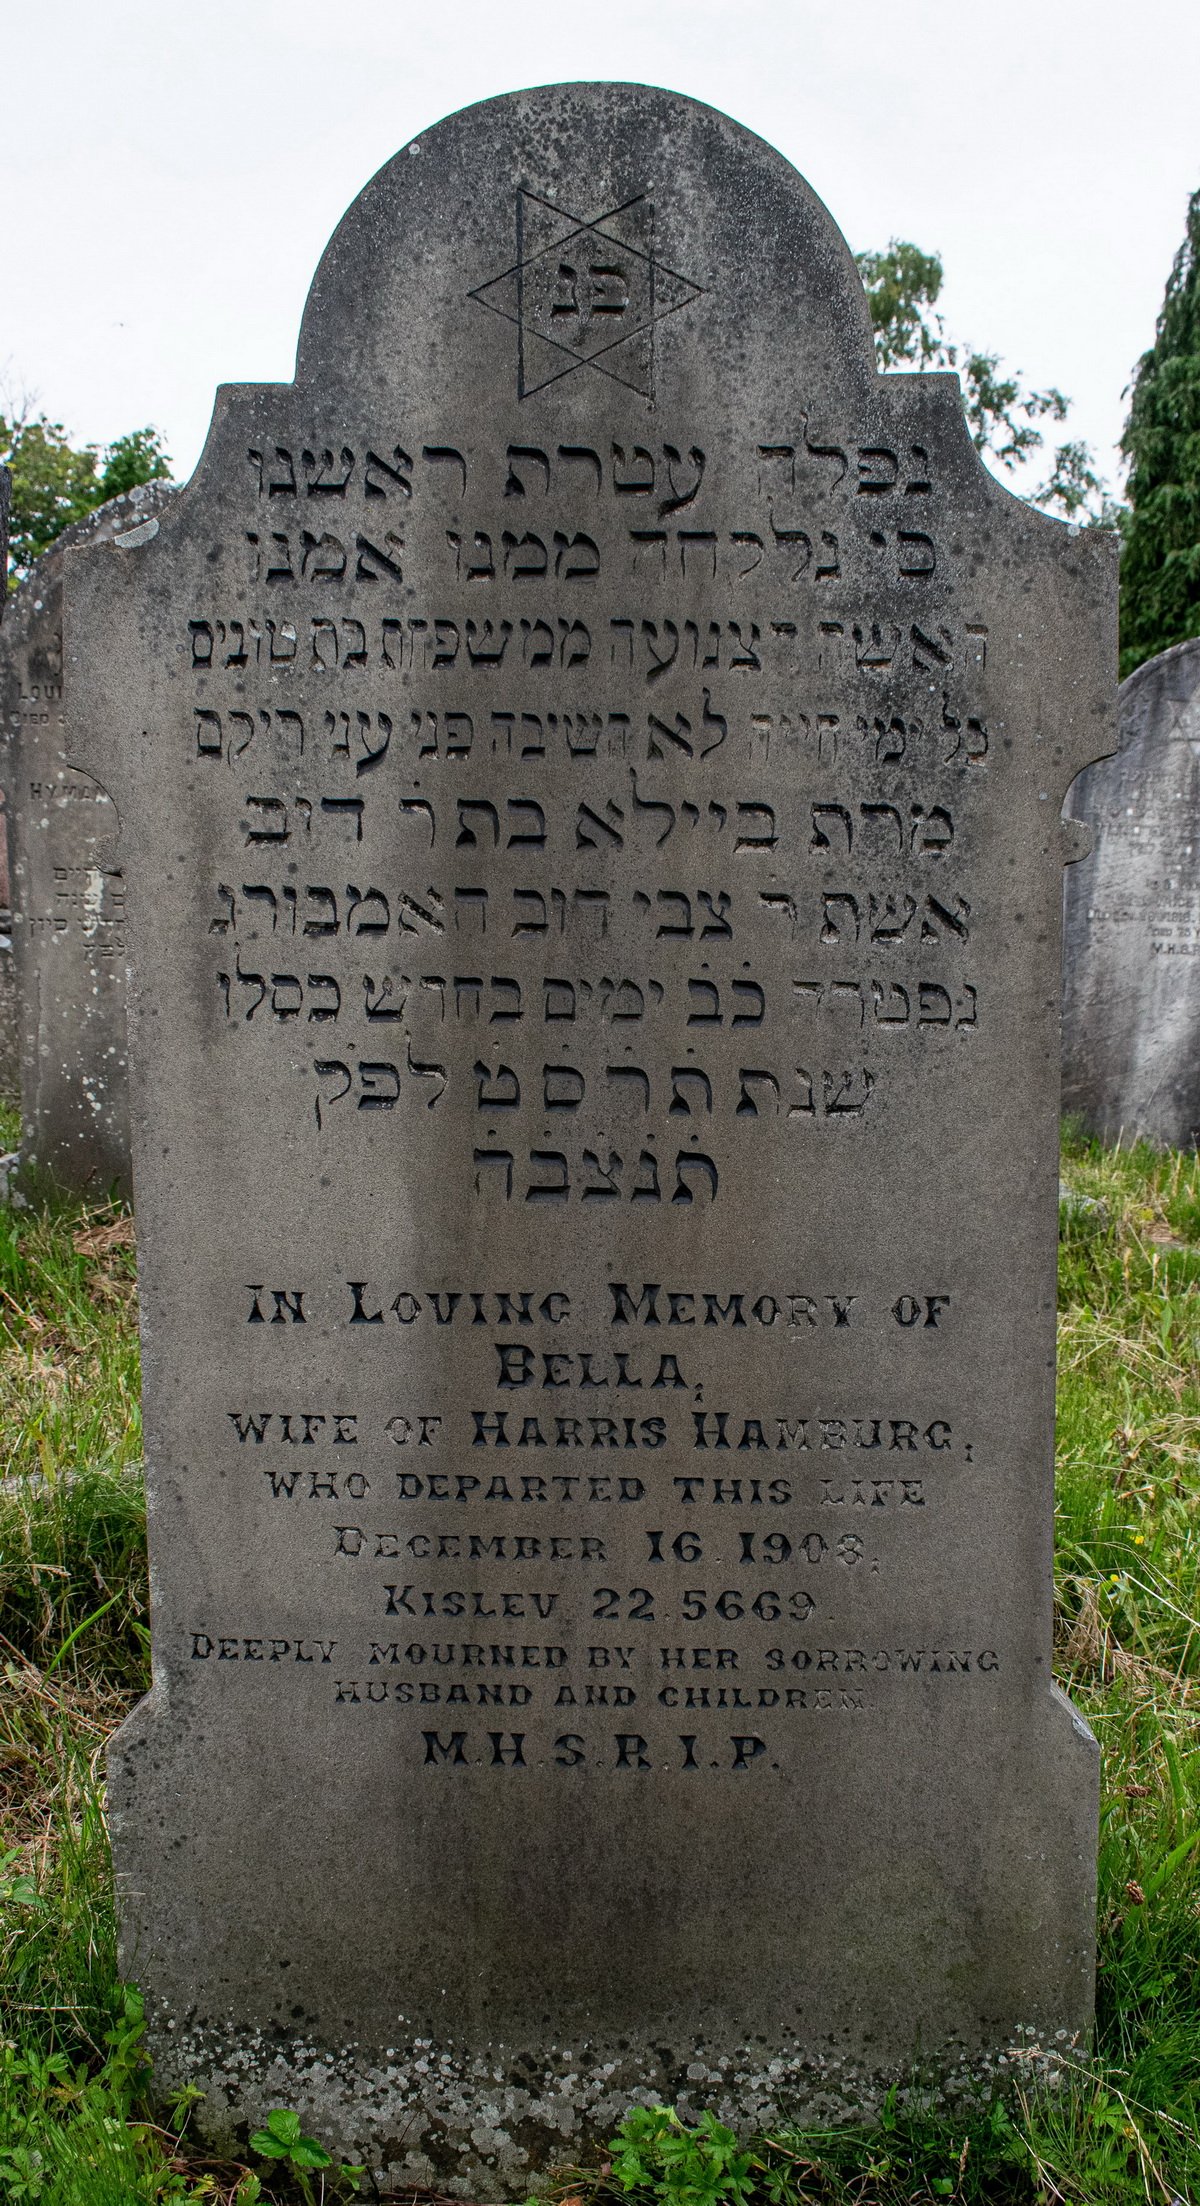 פנ
נפלה עטרת ראשנו
כי נלקחה ממנו אמנו
האשה הצנועה ממשפחת בת טובים
כל ימי חייה לא השיבה פני עני ריקם
מרת ביילא בת ר דוב
אשת ר צבי דוב האמבורג
נפטרה כב ימים בחדש כסלו
שנת תרסט לפק
תנצבה
IN LOVING MEMORY OF
BELLA,
WIFE OF HARRIS HAMBURG,
WHO DEPARTED THIS LIFE
DECEMBER 16. 1908,
KISLEV 22. 5669.
DEEPLY MOURNED BY HER SORROWING
HUSBAND AND CHILDREN.
M.H.S.R.I.P.
HYMAN
M.H.